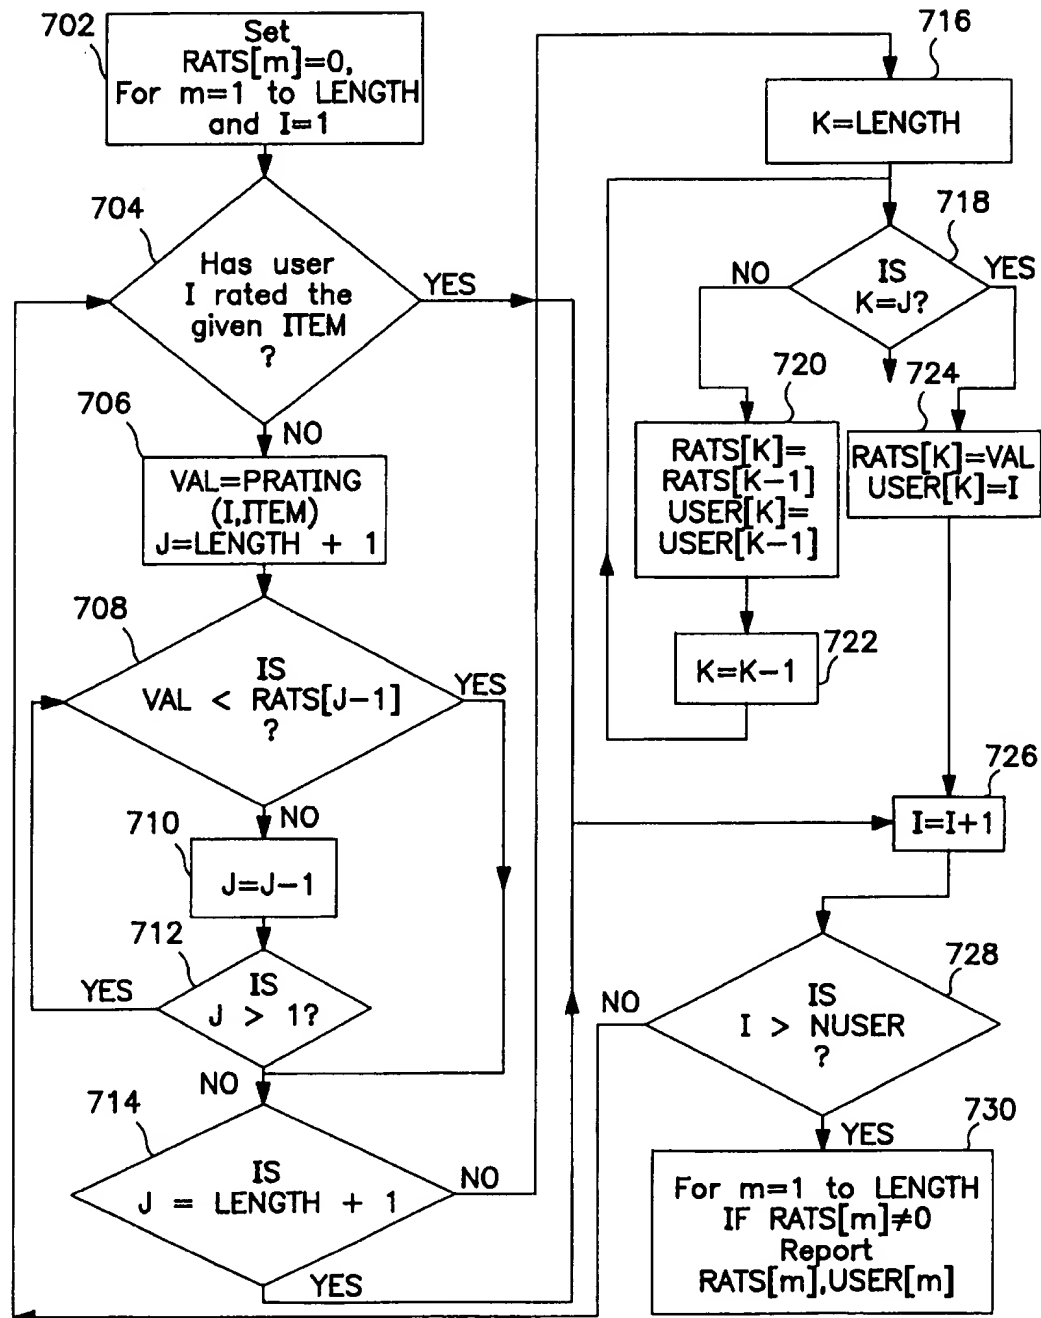 702
Set
RATS[m]=0,
For m=1 to LENGTH
and I=1
704
Has user
I rated the
given ITEM
?
YES
NO
706
VAL=PRATING
(I,ITEM)
J=LENGTH + 1
708
IS
VAL < RATS[J-1]
?
YES
NO
710
J=J-1
712
IS
J > 1?
YES
NO
714
IS
J = LENGTH + 1
NO
YES
716
K=LENGTH
718
IS
K=J?
NO
YES
720
RATS[K]=
RATS[K-1]
USER[K]=
USER[K-1]
722
K=K-1
724
RATS[K]=VAL
USER[K]=I
726
I=I+1
728
IS
I > NUSER
?
NO
YES
730
For m=1 to LENGTH
IF RATS[m]≠0
Report
RATS[m],USER[m]